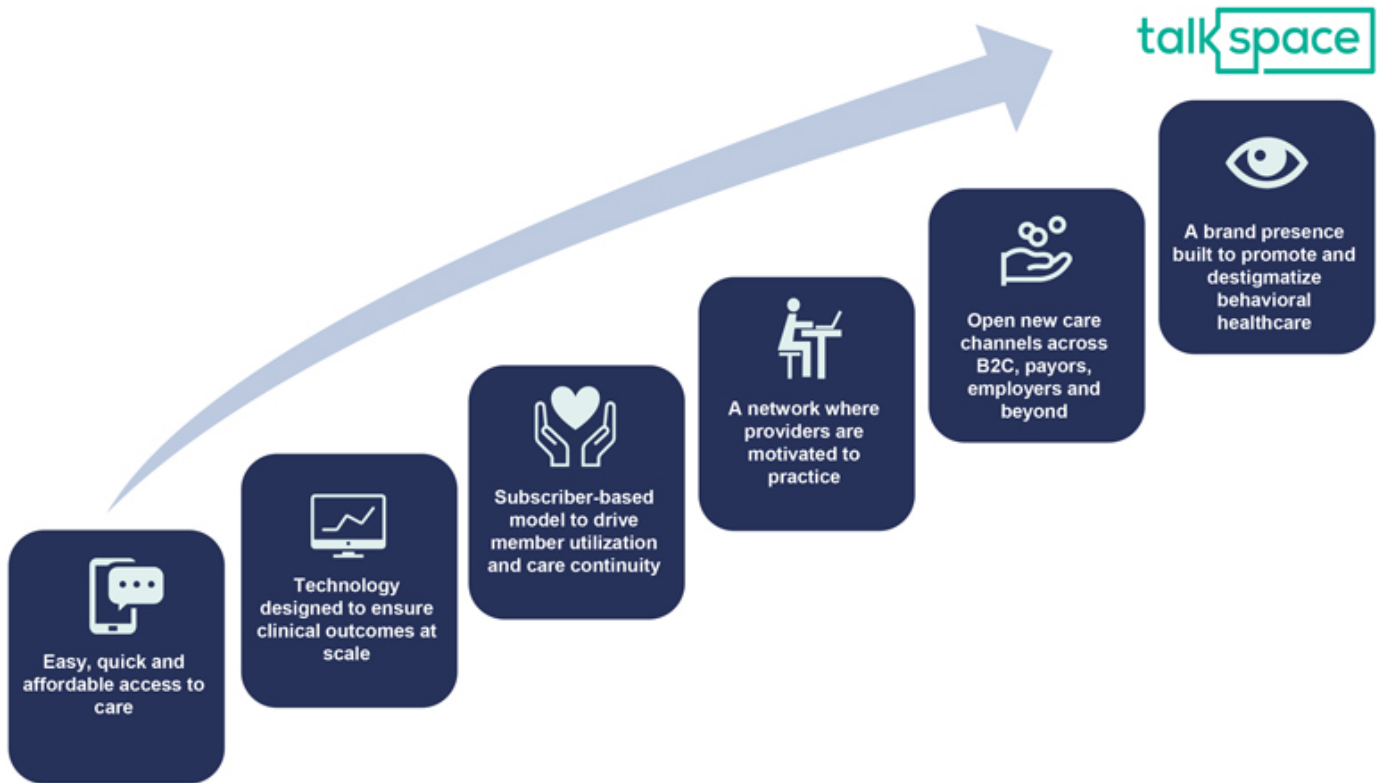 talkspace
Easy, quick and
affordable access to
care
Technology
designed to ensure
clinical outcomes at
scale
Subscriber-based
model to drive
member utilization
and care continuity
A network where
providers are
motivated to
practice
Open new care
channels across
B2C, payors,
employers and
beyond
A brand presence
built to promote and
destigmatize
behavioral
healthcare